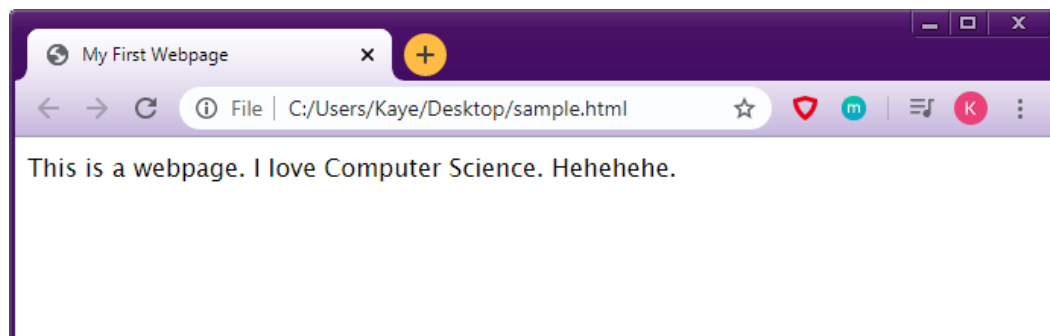 My First Webpage
File C:/Users/Kaye/Desktop/sample.html
m
K
This is a webpage. I love Computer Science. Hehehehe.